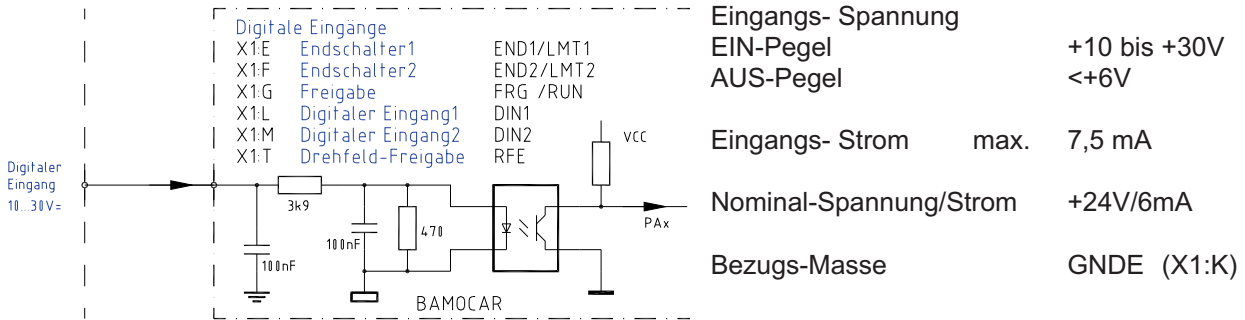 Digitale Eingänge
X1:E Endschalter1 END1/LMT1
X1:F Endschalter2 END2/LMT2
X1:G Freigabe FRG /RUN
X1:L Digitaler Eingang1 DIN1
X1:M Digitaler Eingang2 DIN2
X1:T Drehfeld-Freigabe RFE
VCC
Digitaler
Eingang
10...30V=
3k9
100nF
470
100nF
PAx
BAMOCAR
Eingangs- Spannung
EIN-Pegel +10 bis +30V
AUS-Pegel <+6V
Eingangs- Strom max. 7,5 mA
Nominal-Spannung/Strom +24V/6mA
Bezugs-Masse GNDE (X1:K)